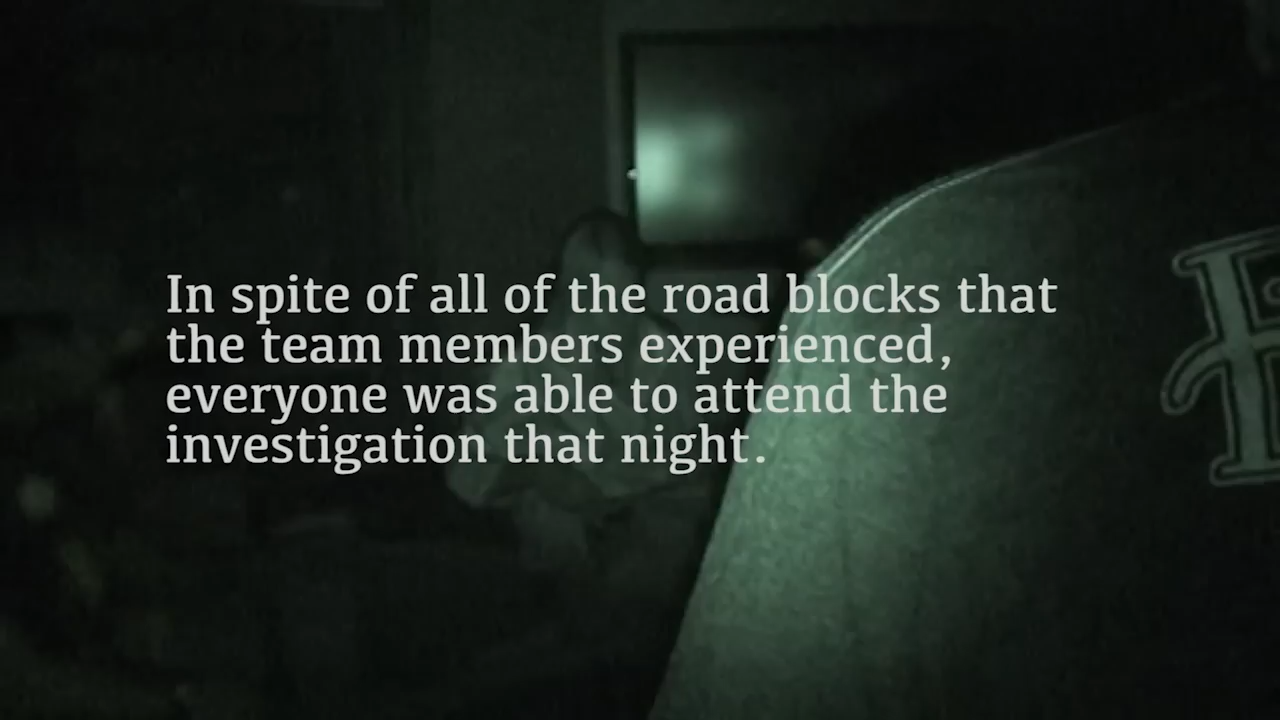 In spite of all of the road blocks that
the team members experienced,
everyone was able to attend the
investigation that night.